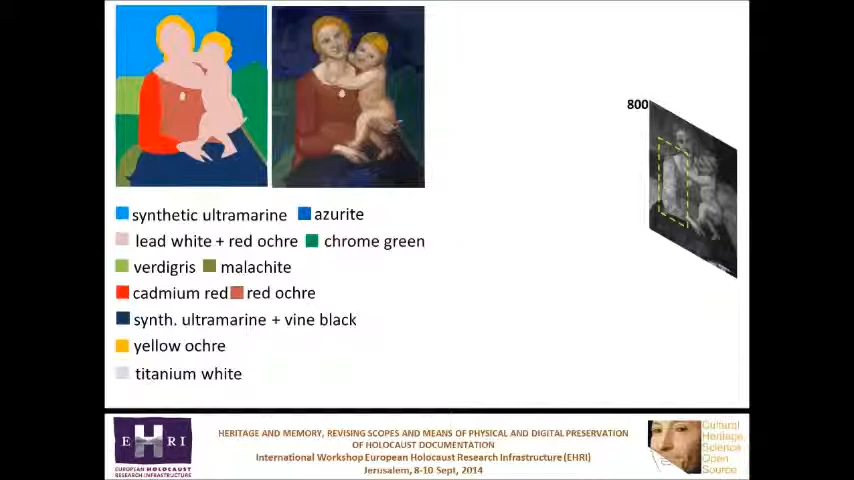 800
synthetic ultramarine azurite
lead white + red ochre chrome green
verdigris malachite
cadmium red red ochre
synth. ultramarine + vine black
yellow ochre
titanium white
EHRI
EUROPEAN HOLOCAUST
RESEARCH INFRASTRUCTURE
HERITAGE AND MEMORY, REVISING SCOPES AND MEANS OF PHYSICAL AND DIGITAL PRESERVATION
OF HOLOCAUST DOCUMENTATION
International Workshop European Holocaust Research Infrastructure (EHRI)
Jerusalem, 8-10 Sept, 2014
Cultural
Heritage
Science
Open
Source